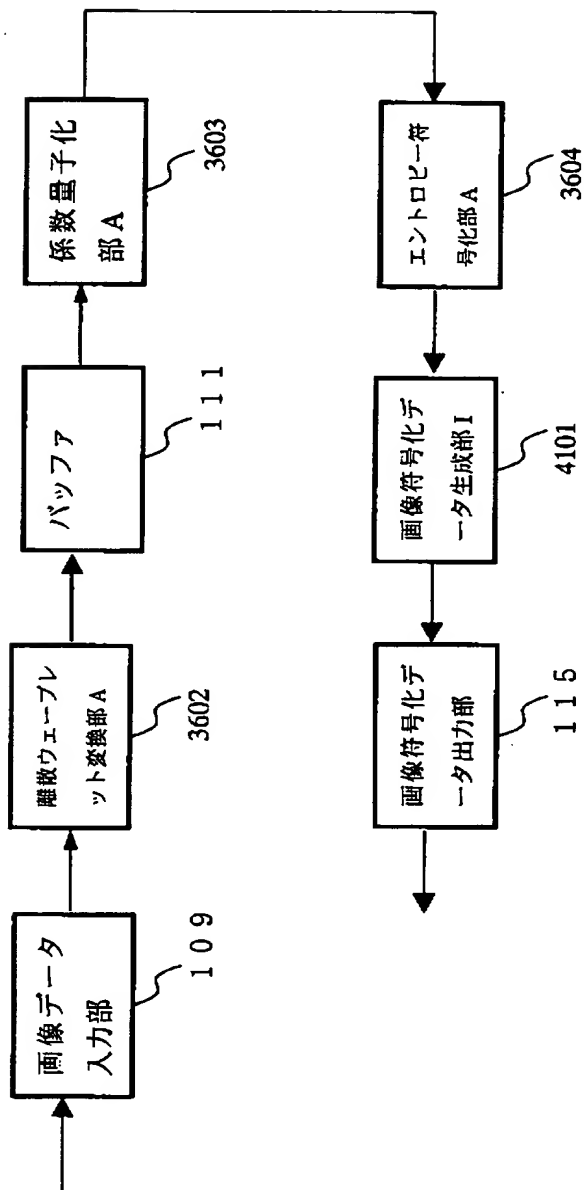 画像データ
入力部
109
離散ウェーブレ
ット変換部A
3602
バッファ
111
係数量子化
部A
3603
エントロピー符
号化部A
3604
画像符号化デ
ータ生成部I
4101
画像符号化デ
ータ出力部
115